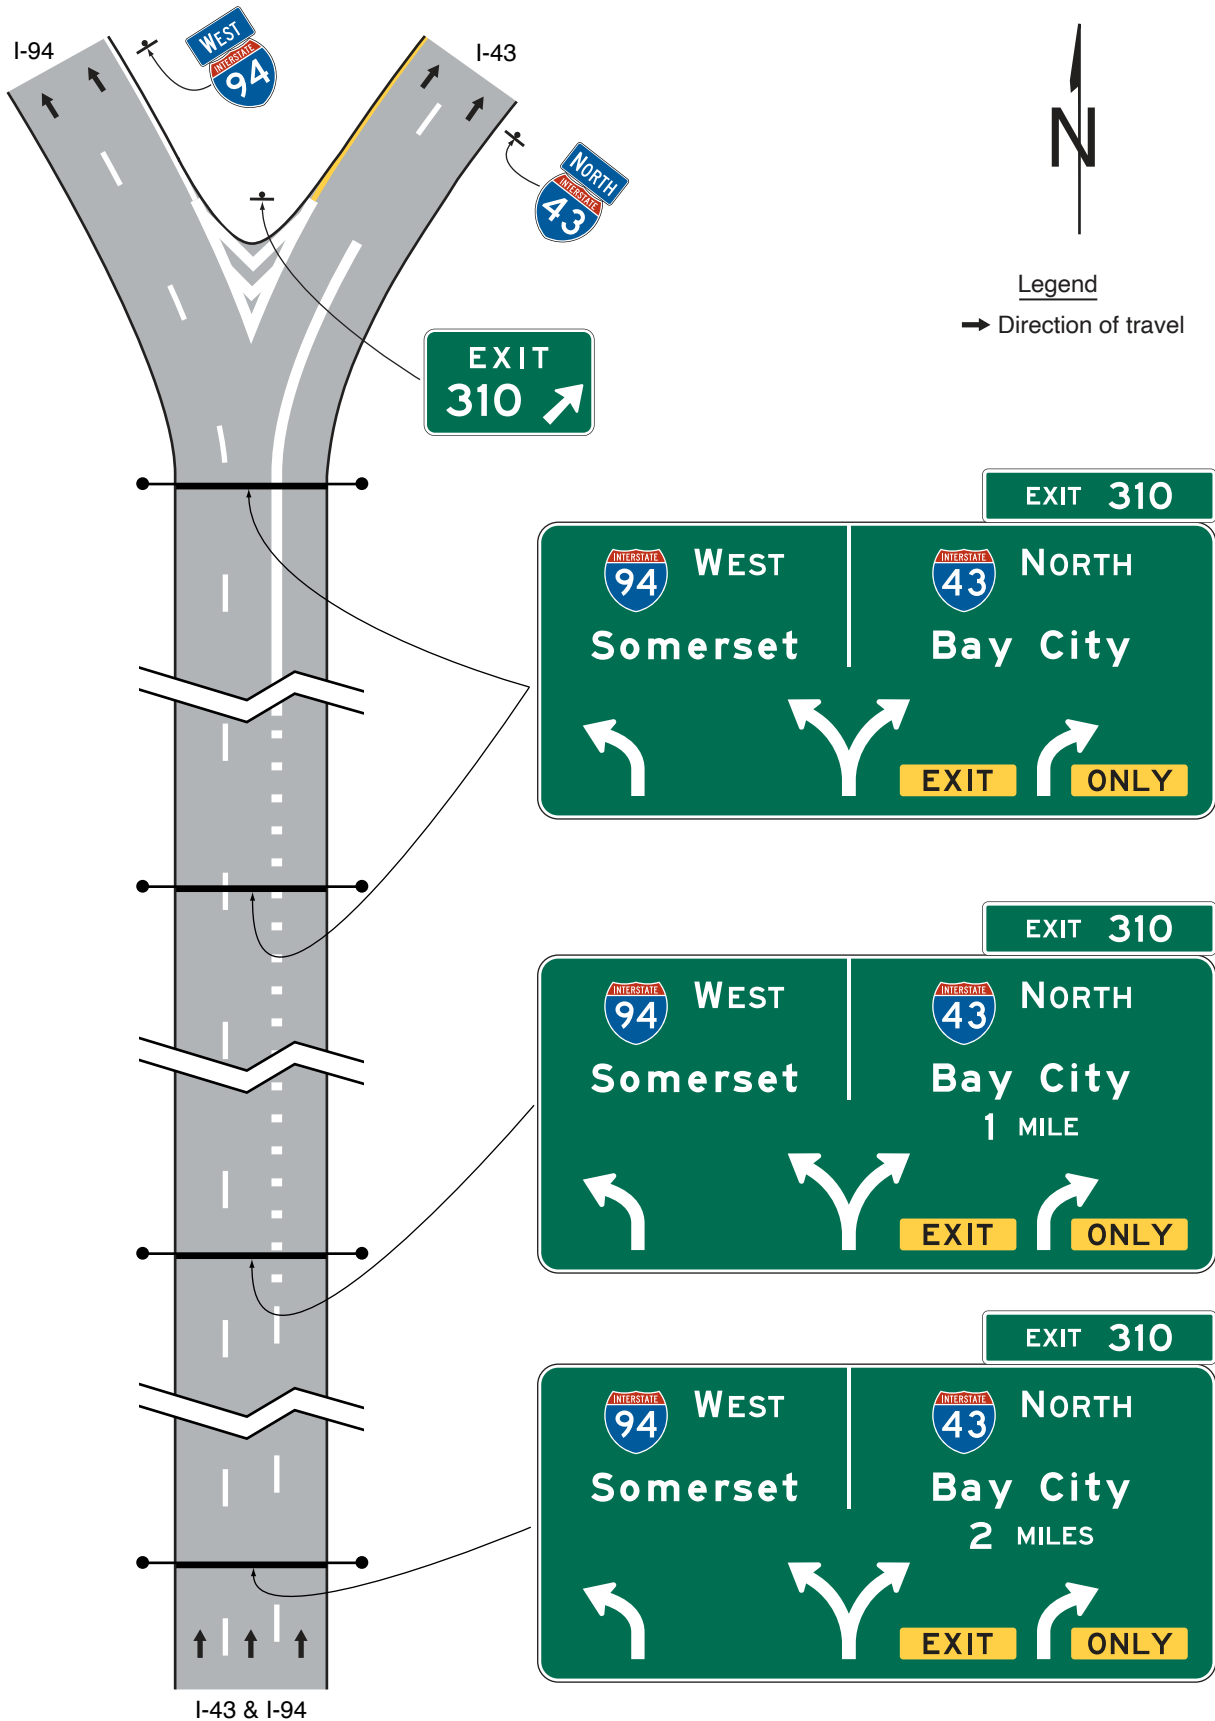 I-94
WEST
INTERSTATE
94
I-43
NORTH
INTERSTATE
43
N
Legend
Direction of travel
EXIT
310
EXIT 310
INTERSTATE
94 WEST
Somerset
INTERSTATE
43 NORTH
Bay City
EXIT ONLY
EXIT 310
INTERSTATE
94 WEST
Somerset
INTERSTATE
43 NORTH
Bay City
1 MILE
EXIT ONLY
EXIT 310
INTERSTATE
94 WEST
Somerset
INTERSTATE
43 NORTH
Bay City
2 MILES
EXIT ONLY
I-43 & I-94